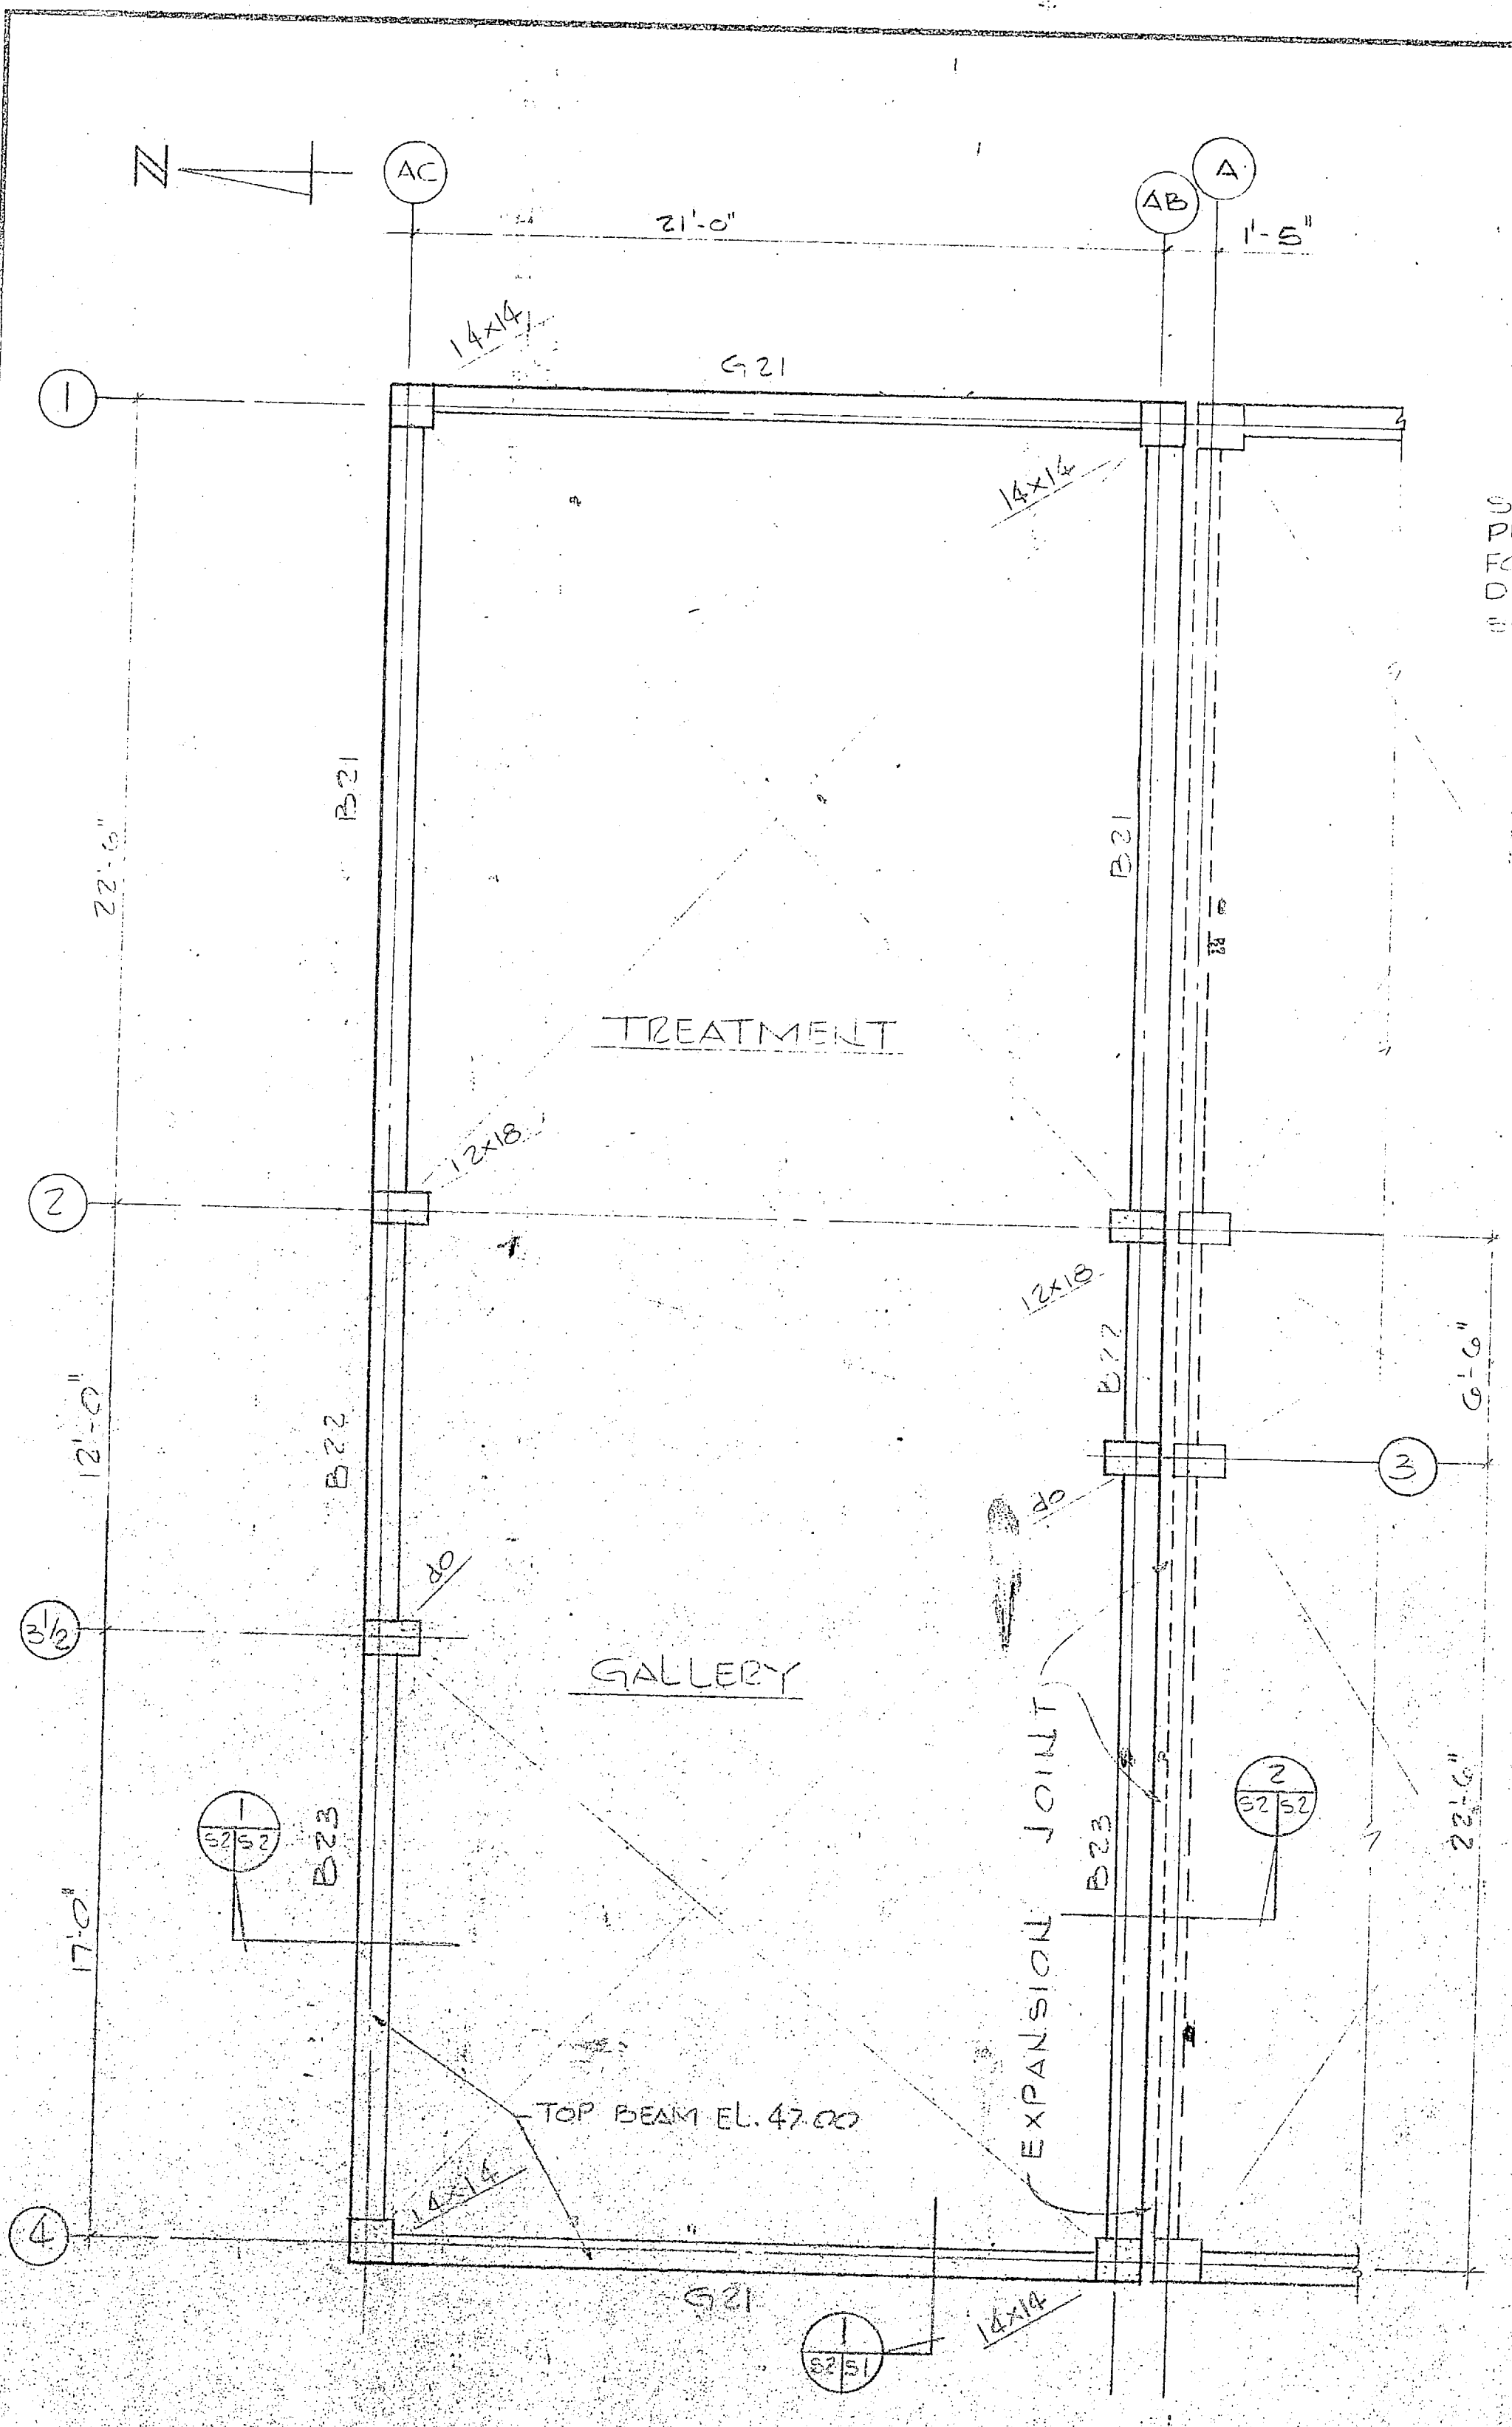 N
AC
AB
A
21'-0"
1'-5"
14x14
G21
1
14x14
22'-6"
B21
B21
TREATMENT
12x18
2
12x18
12'-0"
B22
B22
6'-6"
3
do
do
3 1/2
GALLERY
1
S2 S2
B23
B23
2
S2 S2
22'-6"
17'-0"
EXPANSION JOINT
TOP BEAM EL. 47.00
14x14
4
G21
14x14
1
S2 S1